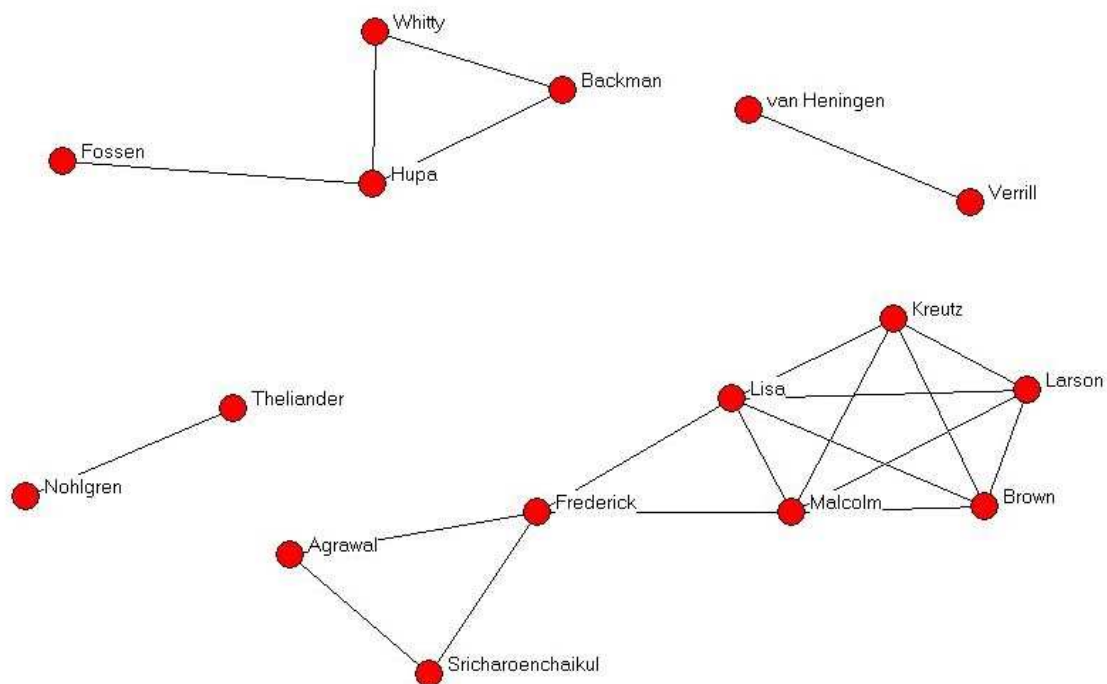 Whitty
Backman
van Heningen
Fossen
Hupa
Verrill
Kreutz
Larson
Lisa
Theliander
Nohlgren
Frederick
Malcolm
Brown
Agrawal
Sricharoenchaikul